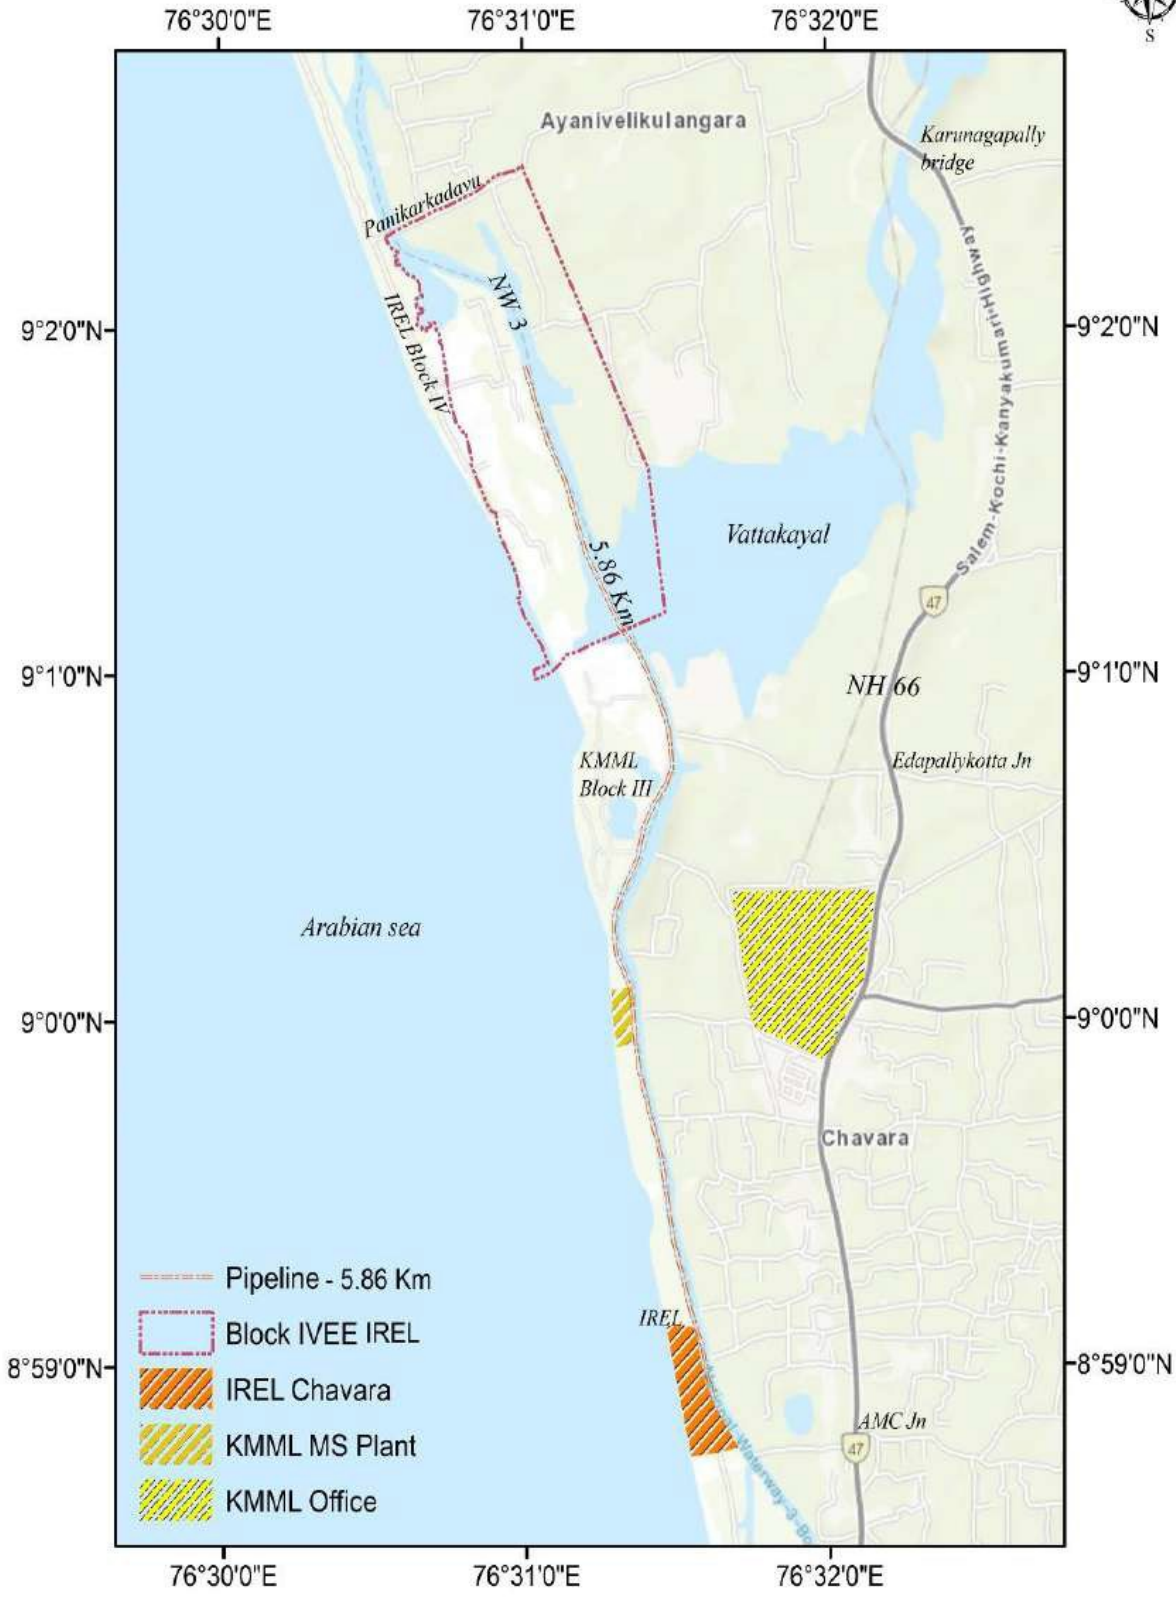 76°30'0"E
76°31'0"E
76°32'0"E
S
Ayanivelikulangara
Karunagapally
bridge
Panikarkadavu
Salem-Kochi-Kanyakumari-Highway
NW 3
IREL Block IV
9°2'0"N
9°2'0"N
Vattakayal
5.86 Km
47
9°1'0"N
9°1'0"N
NH 66
KMML
Block III
Edapallykotta Jn
Arabian sea
9°0'0"N
9°0'0"N
Chavara
Pipeline - 5.86 Km
IREL
Block IVEE IREL
8°59'0"N
8°59'0"N
IREL Chavara
AMC Jn
KMML MS Plant
47
Waterway-3-Bo
KMML Office
76°30'0"E
76°31'0"E
76°32'0"E